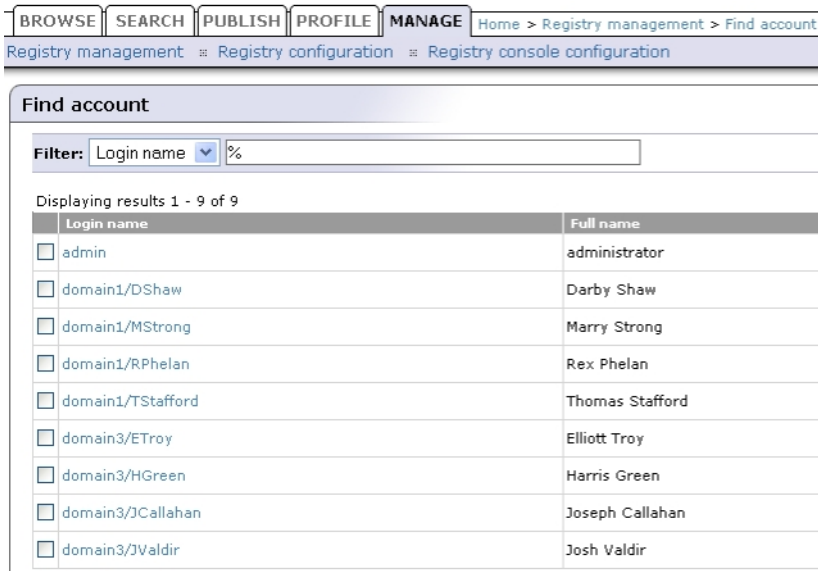 BROWSE SEARCH PUBLISH PROFILE MANAGE Home > Registry management > Find account
Registry management Registry configuration Registry console configuration
Find account
Filter: Login name %
Displaying results 1 - 9 of 9
Login name Full name
admin administrator
domain1/DShaw Darby Shaw
domain1/MStrong Marry Strong
domain1/RPhelan Rex Phelan
domain1/TStafford Thomas Stafford
domain3/ETroy Elliott Troy
domain3/HGreen Harris Green
domain3/JCallahan Joseph Callahan
domain3/JValdir Josh Valdir